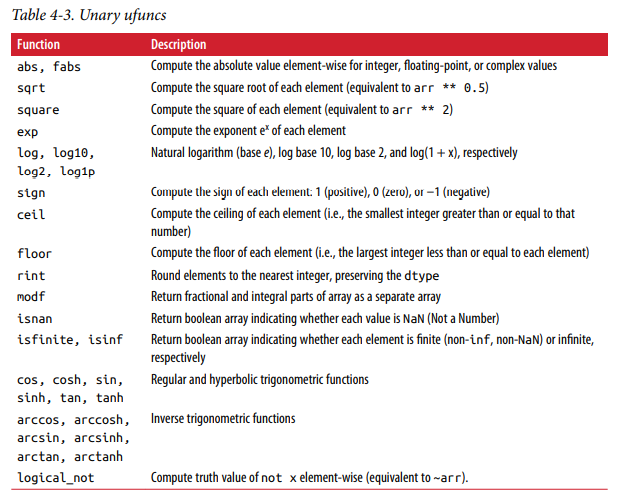 Table 4-3. Unary ufuncs
Function Description
abs, fabs Compute the absolute value element-wise for integer, floating-point, or complex values
sqrt Compute the square root of each element (equivalent to arr ** 0.5)
square Compute the square of each element (equivalent to arr ** 2)
exp Compute the exponent eˣ of each element
log, log10, Natural logarithm (base e), log base 10, log base 2, and log(1 + x), respectively
log2, log1p
sign Compute the sign of each element: 1 (positive), 0 (zero), or −1 (negative)
ceil Compute the ceiling of each element (i.e., the smallest integer greater than or equal to that
number)
floor Compute the floor of each element (i.e., the largest integer less than or equal to each element)
rint Round elements to the nearest integer, preserving the dtype
modf Return fractional and integral parts of array as a separate array
isnan Return boolean array indicating whether each value is NaN (Not a Number)
isfinite, isinf Return boolean array indicating whether each element is finite (non-inf, non-NaN) or infinite,
respectively
cos, cosh, sin, Regular and hyperbolic trigonometric functions
sinh, tan, tanh
arccos, arccosh, Inverse trigonometric functions
arcsin, arcsinh,
arctan, arctanh
logical_not Compute truth value of not x element-wise (equivalent to ~arr).